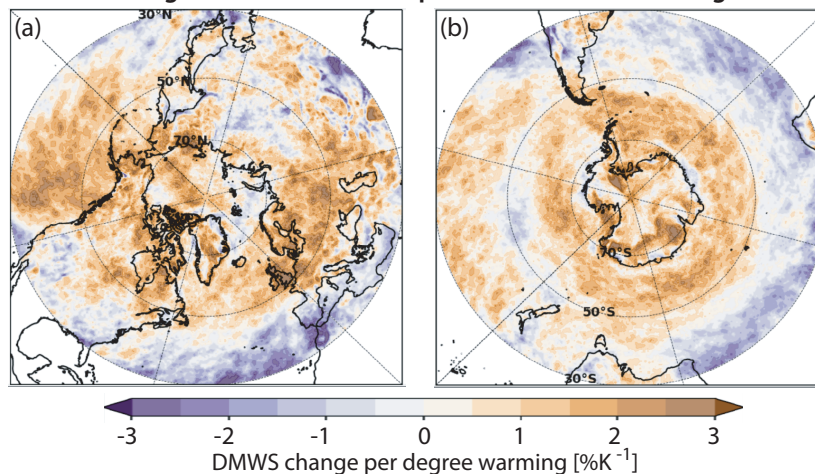 (a)
30°N
50°N
70°N
(b)
70°S
50°S
30°S
-3 -2 -1 0 1 2 3
DMWS change per degree warming [%K⁻¹]